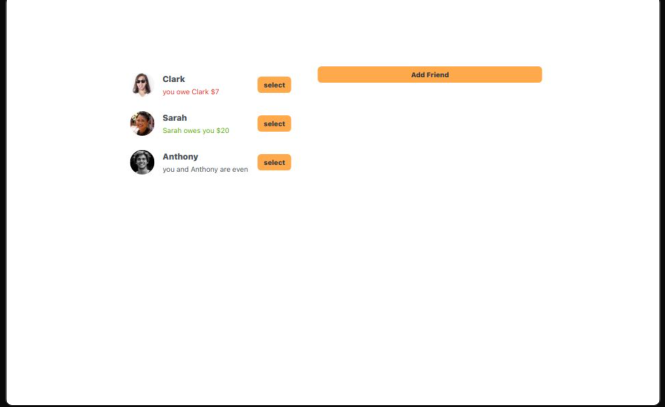 Clark
you owe Clark $7
select
Sarah
Sarah owes you $20
select
Anthony
you and Anthony are even
select
Add Friend